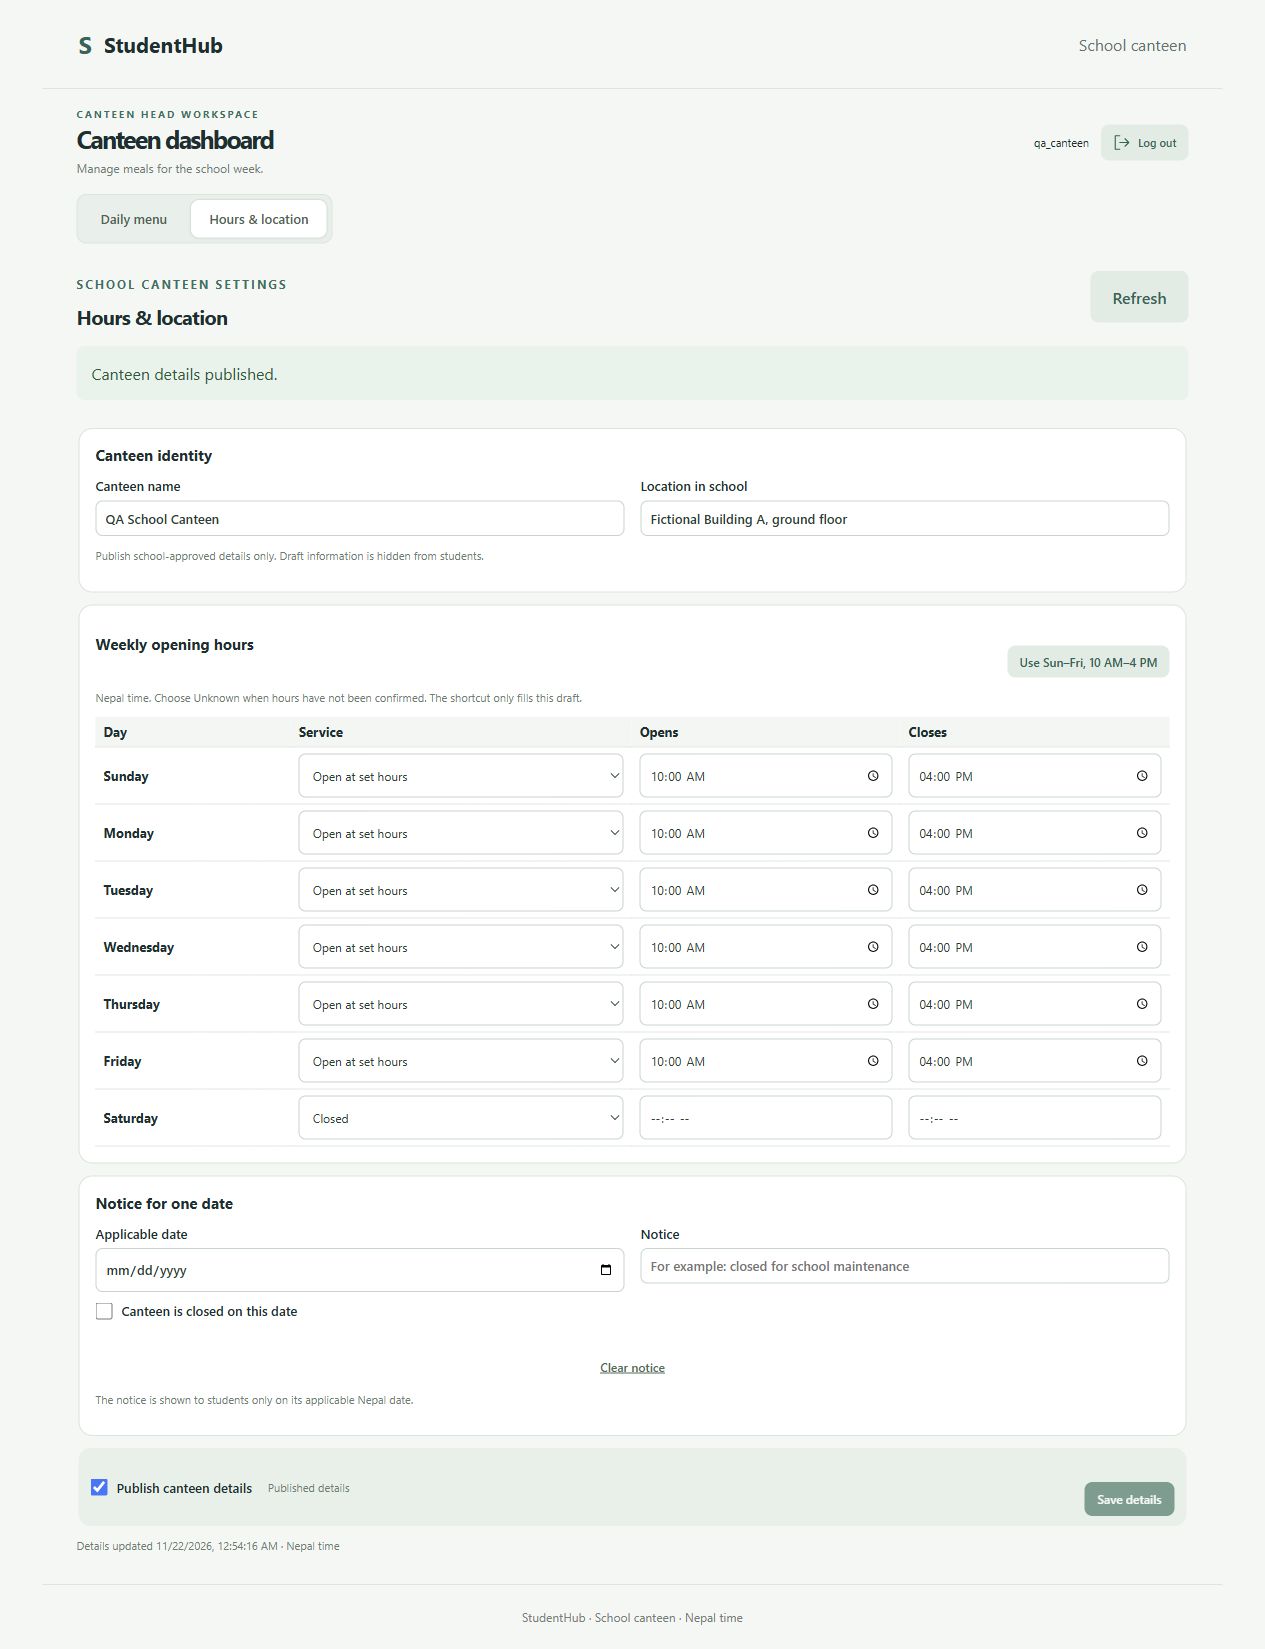 S StudentHub
School canteen
CANTEEN HEAD WORKSPACE
Canteen dashboard
Manage meals for the school week.
qa_canteen
Log out
Daily menu
Hours & location
SCHOOL CANTEEN SETTINGS
Hours & location
Refresh
Canteen details published.
Canteen identity
Canteen name
Location in school
QA School Canteen
Fictional Building A, ground floor
Publish school-approved details only. Draft information is hidden from students.
Weekly opening hours
Use Sun–Fri, 10 AM–4 PM
Nepal time. Choose Unknown when hours have not been confirmed. The shortcut only fills this draft.
Day Service Opens Closes
Sunday Open at set hours 10:00 AM 04:00 PM
Monday Open at set hours 10:00 AM 04:00 PM
Tuesday Open at set hours 10:00 AM 04:00 PM
Wednesday Open at set hours 10:00 AM 04:00 PM
Thursday Open at set hours 10:00 AM 04:00 PM
Friday Open at set hours 10:00 AM 04:00 PM
Saturday Closed --:-- -- --:-- --
Notice for one date
Applicable date
Notice
mm/dd/yyyy
For example: closed for school maintenance
Canteen is closed on this date
Clear notice
The notice is shown to students only on its applicable Nepal date.
Publish canteen details Published details
Save details
Details updated 11/22/2026, 12:54:16 AM · Nepal time
StudentHub · School canteen · Nepal time